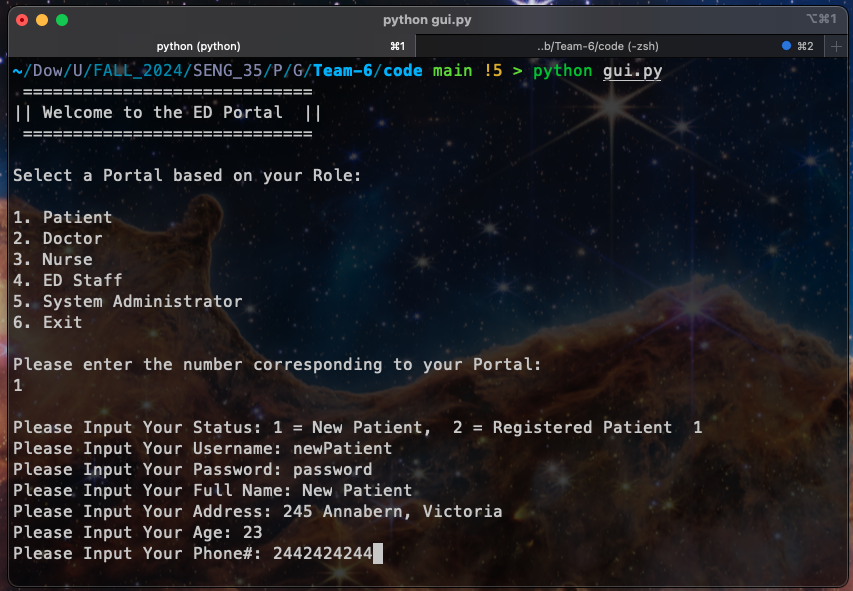 python gui.py
⌥⌘1
python (python) ⌘1
..b/Team-6/code (-zsh) ⌘2 +
~/Dow/U/FALL_2024/SENG_35/P/G/Team-6/code main !5 > python gui.py
=============================
|| Welcome to the ED Portal  ||
=============================
Select a Portal based on your Role:
1. Patient
2. Doctor
3. Nurse
4. ED Staff
5. System Administrator
6. Exit
Please enter the number corresponding to your Portal:
1
Please Input Your Status: 1 = New Patient,  2 = Registered Patient  1
Please Input Your Username: newPatient
Please Input Your Password: password
Please Input Your Full Name: New Patient
Please Input Your Address: 245 Annabern, Victoria
Please Input Your Age: 23
Please Input Your Phone#: 2442424244